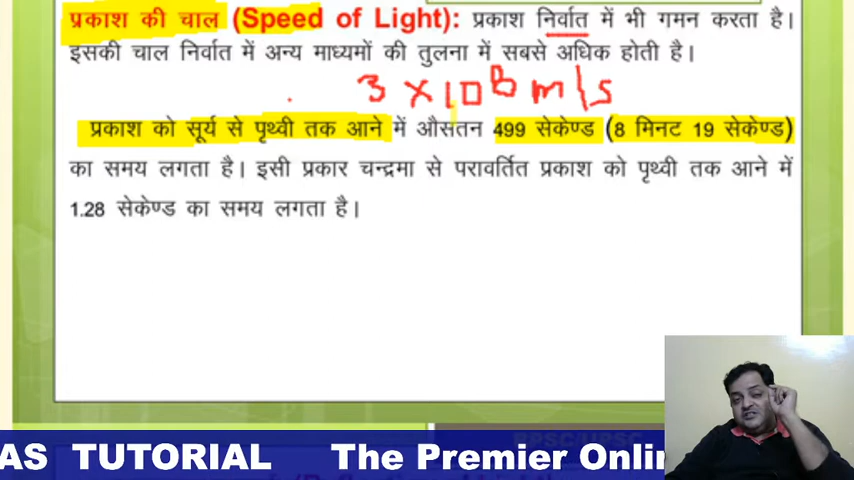 प्रकाश की चाल (Speed of Light): प्रकाश निर्वात में भी गमन करता है।
इसकी चाल निर्वात में अन्य माध्यमों की तुलना में सबसे अधिक होती है।
3 × 10⁸ m/s
प्रकाश को सूर्य से पृथ्वी तक आने में औसतन 499 सेकेण्ड (8 मिनट 19 सेकेण्ड)
का समय लगता है। इसी प्रकार चन्द्रमा से परावर्तित प्रकाश को पृथ्वी तक आने में
1.28 सेकेण्ड का समय लगता है।
AS TUTORIAL The Premier Onlin